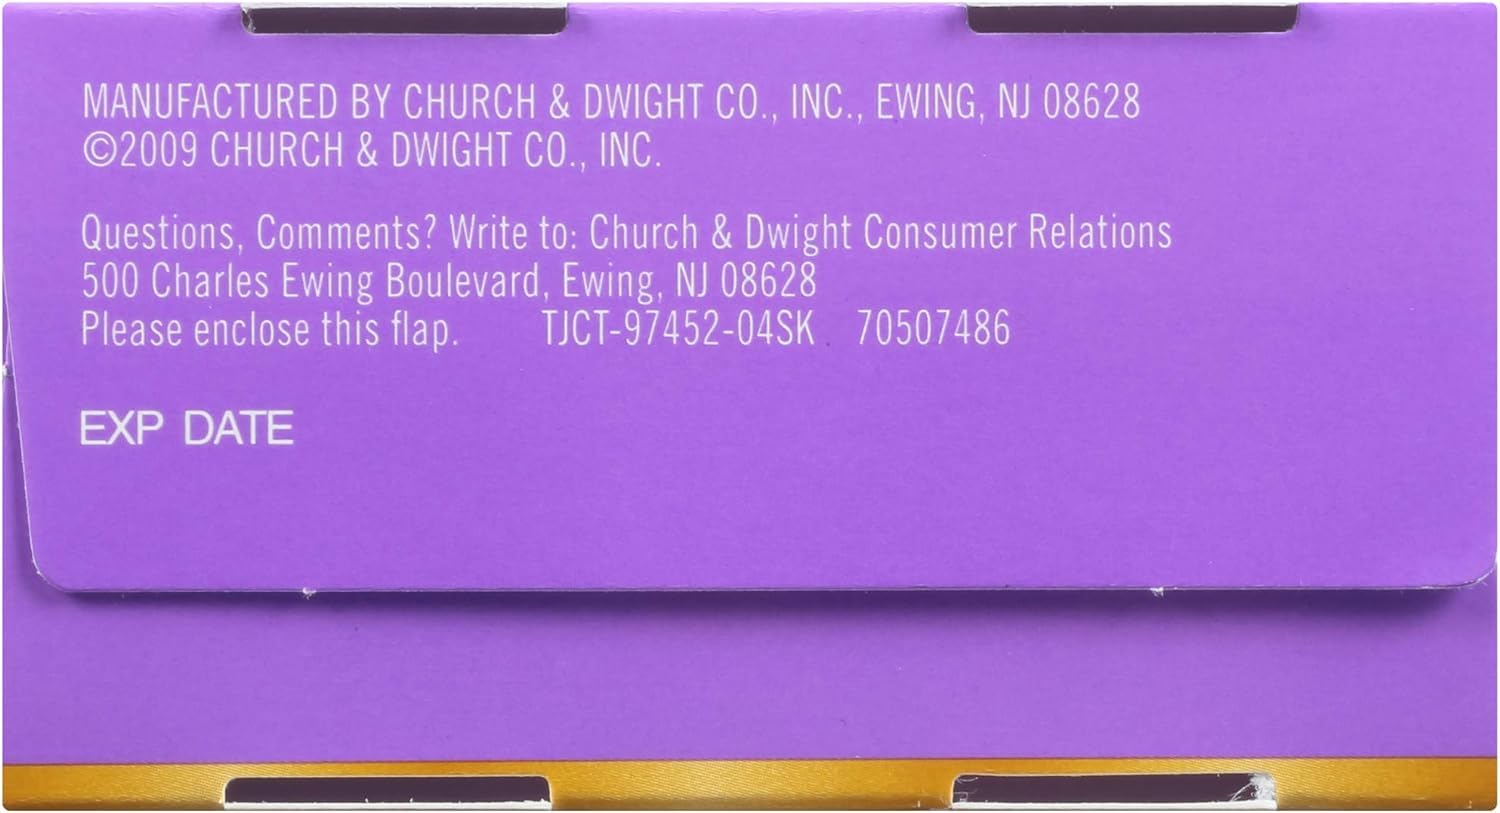 MANUFACTURED BY CHURCH & DWIGHT CO., INC., EWING, NJ 08628
©2009 CHURCH & DWIGHT CO., INC.
Questions, Comments? Write to: Church & Dwight Consumer Relations
500 Charles Ewing Boulevard, Ewing, NJ 08628
Please enclose this flap. TJCT-97452-04SK 70507486
EXP DATE